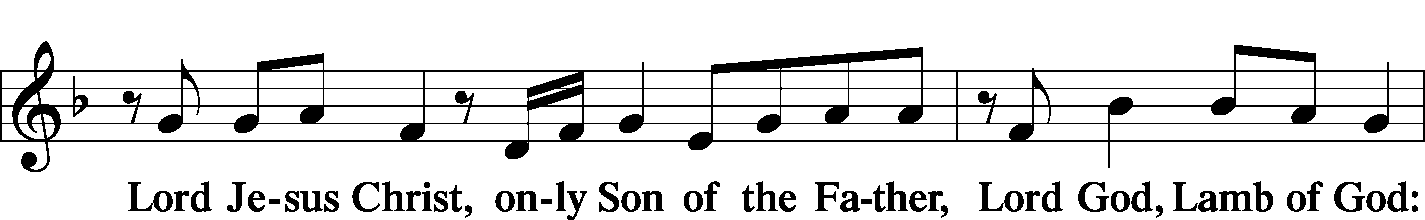 Lord Je-sus Christ, on-ly Son of the Fa-ther, Lord God, Lamb of God: